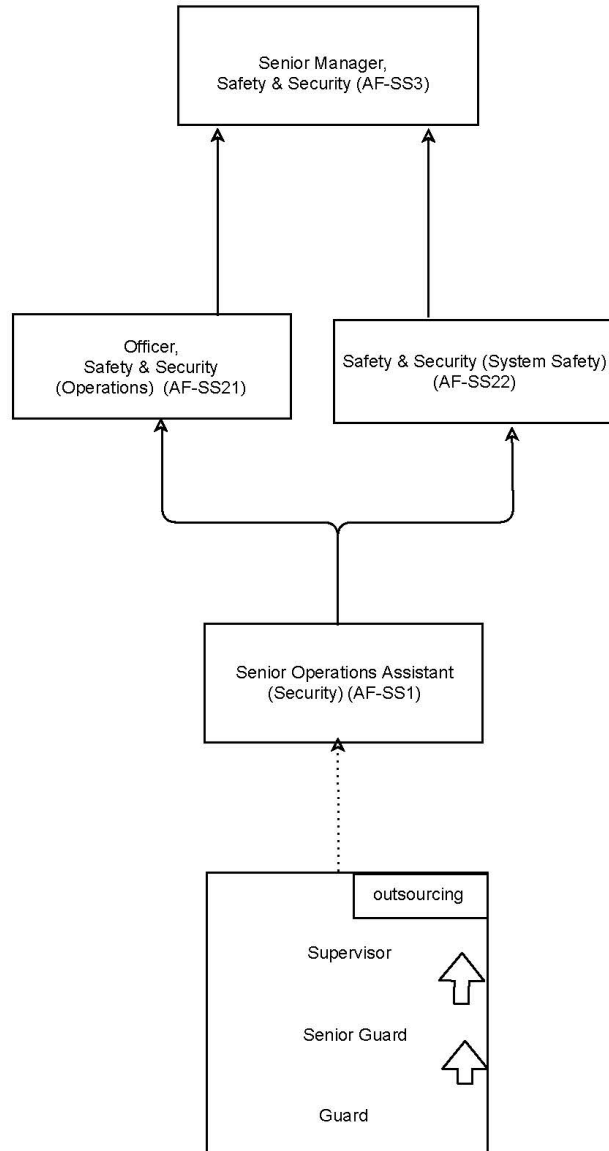 Senior Manager,
Safety & Security (AF-SS3)
Officer,
Safety & Security
(Operations)  (AF-SS21)
Safety & Security (System Safety)
(AF-SS22)
Senior Operations Assistant
(Security) (AF-SS1)
outsourcing
Supervisor
Senior Guard
Guard